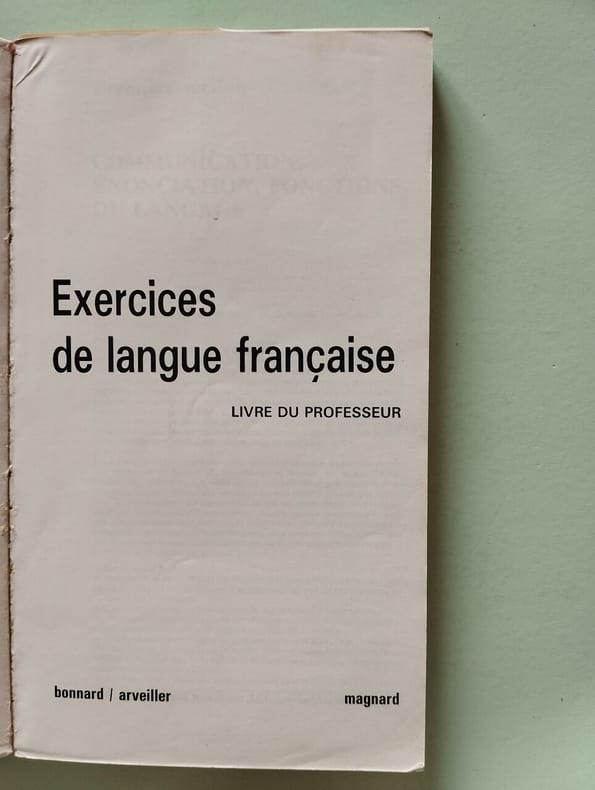 Exercices
de langue française
LIVRE DU PROFESSEUR
bonnard / arveiller
magnard